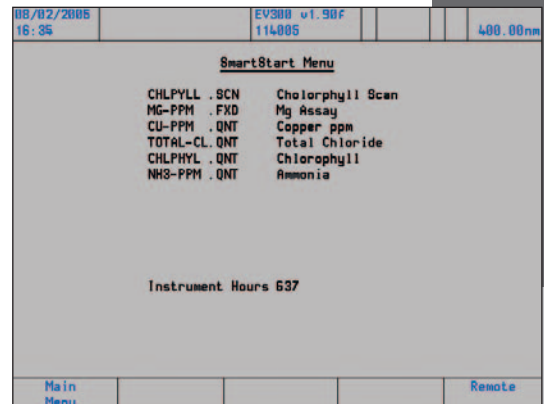 08/02/2005 EV300 v1.90f
16:35 114005 400.00nm
SmartStart Menu
CHLPYLL .SCN Cholorphyll Scan
MG-PPM .FXD Mg Assay
CU-PPM .QNT Copper ppm
TOTAL-CL.QNT Total Chloride
CHLPHYL .QNT Chlorophyll
NH3-PPM .QNT Ammonia
Instrument Hours 637
Main Remote
Menu